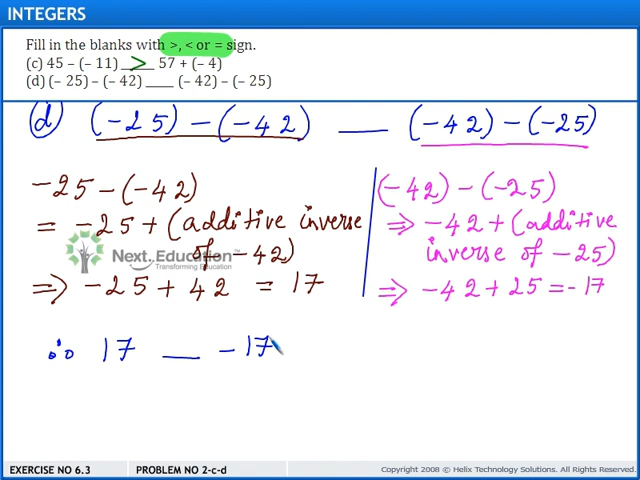 INTEGERS
Fill in the blanks with >, < or = sign.
(c) 45 – (– 11) ____ > 57 + (– 4)
(d) (– 25) – (– 42) ____ (– 42) – (– 25)
(d) (-25) - (-42) ___ (-42) - (-25)
-25 - (-42)
= -25 + (additive inverse
of -42)
⇒ -25 + 42 = 17
(-42) - (-25)
⇒ -42 + (additive
inverse of -25)
⇒ -42 + 25 = -17
Next.Education
Transforming Education
∴ 17 __ -17
EXERCISE NO 6.3 PROBLEM NO 2-c-d Copyright 2008 © Helix Technology Solutions. All Rights Reserved.